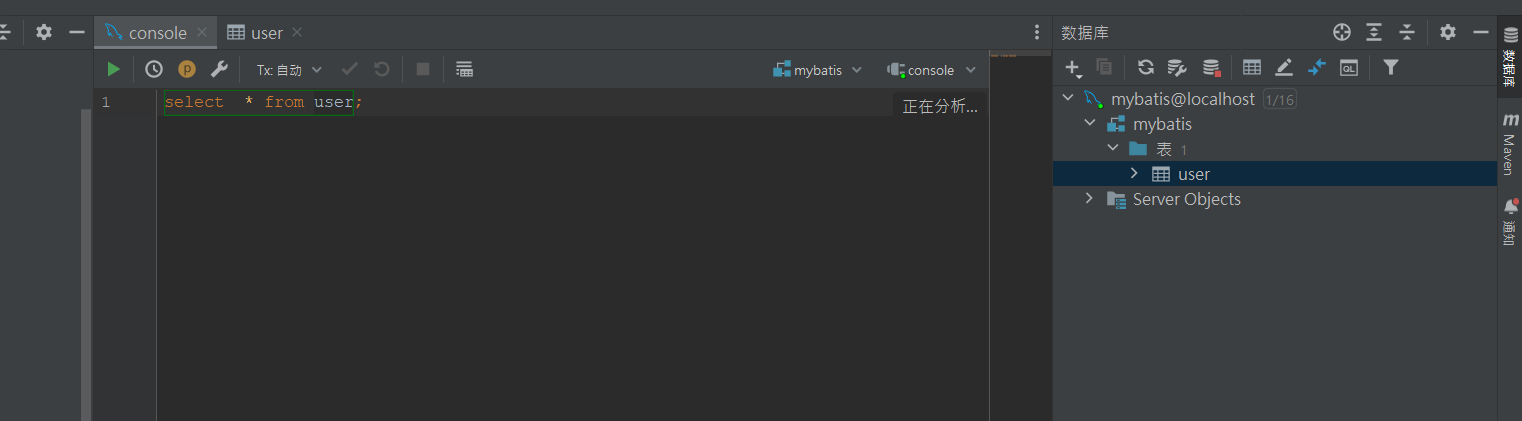 console
user
数据库
Tx: 自动
mybatis
console
1
select  * from user;
正在分析...
mybatis@localhost 1/16
mybatis
表 1
user
Server Objects
数据库
m
Maven
通知